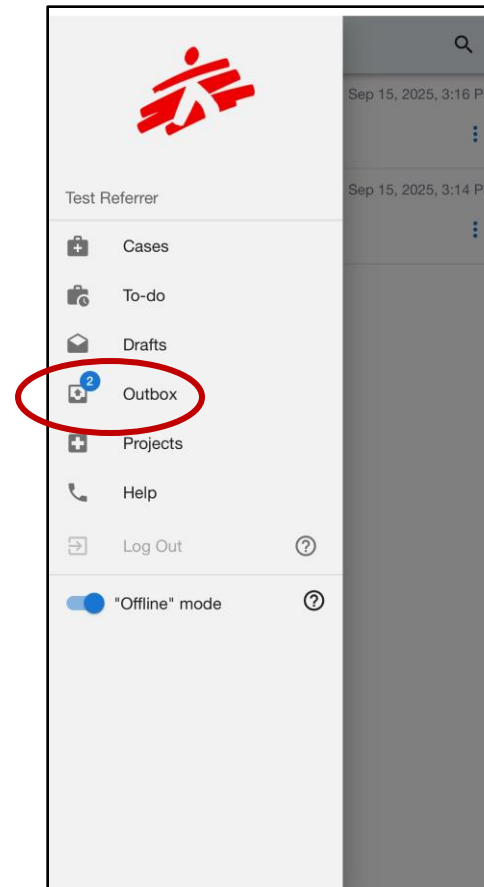 Sep 15, 2025, 3:16 P
Sep 15, 2025, 3:14 P
Test Referrer
Cases
To-do
Drafts
2
Outbox
Projects
Help
Log Out
"Offline" mode